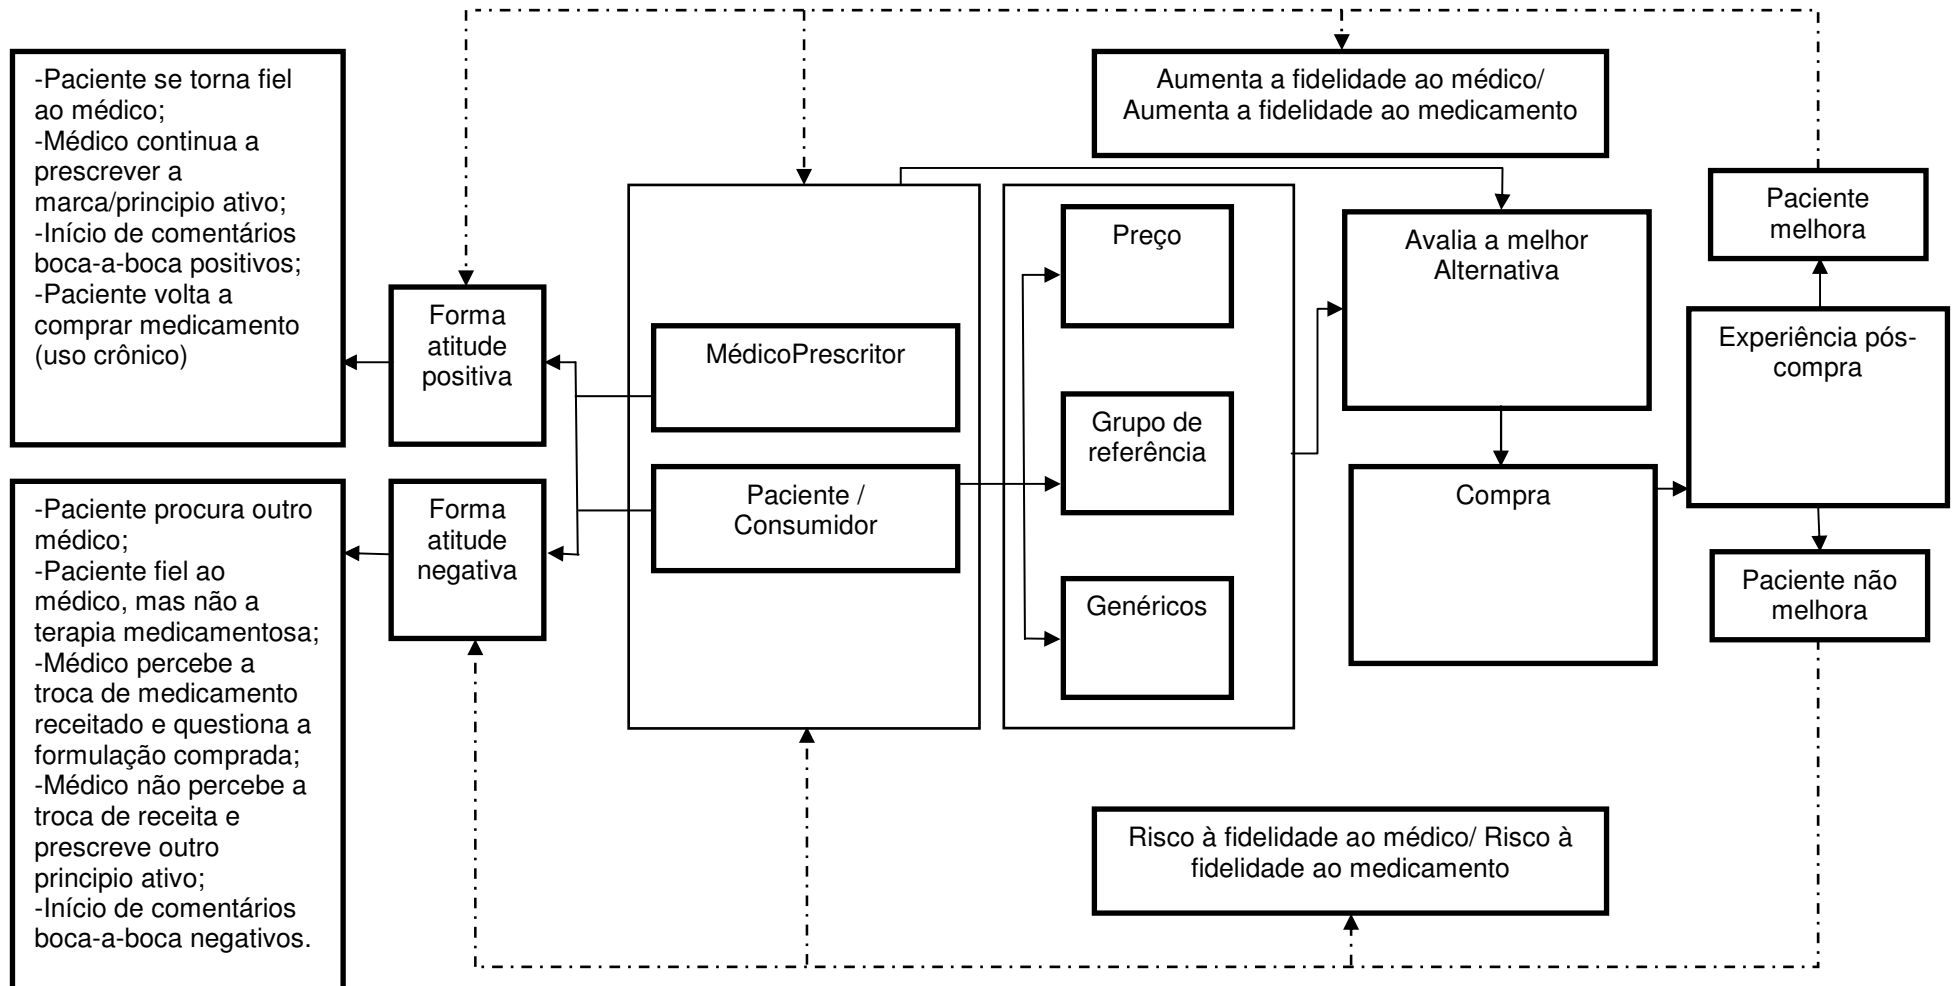 -Paciente se torna fiel
ao médico;
-Médico continua a
prescrever a
marca/principio ativo;
-Início de comentários
boca-a-boca positivos;
-Paciente volta a
comprar medicamento
(uso crônico)
-Paciente procura outro
médico;
-Paciente fiel ao
médico, mas não a
terapia medicamentosa;
-Médico percebe a
troca de medicamento
receitado e questiona a
formulação comprada;
-Médico não percebe a
troca de receita e
prescreve outro
principio ativo;
-Início de comentários
boca-a-boca negativos.
Forma
atitude
positiva
Forma
atitude
negativa
MédicoPrescritor
Paciente /
Consumidor
Aumenta a fidelidade ao médico/
Aumenta a fidelidade ao medicamento
Preço
Grupo de
referência
Genéricos
Avalia a melhor
Alternativa
Compra
Risco à fidelidade ao médico/ Risco à
fidelidade ao medicamento
Paciente
melhora
Experiência pós-
compra
Paciente não
melhora